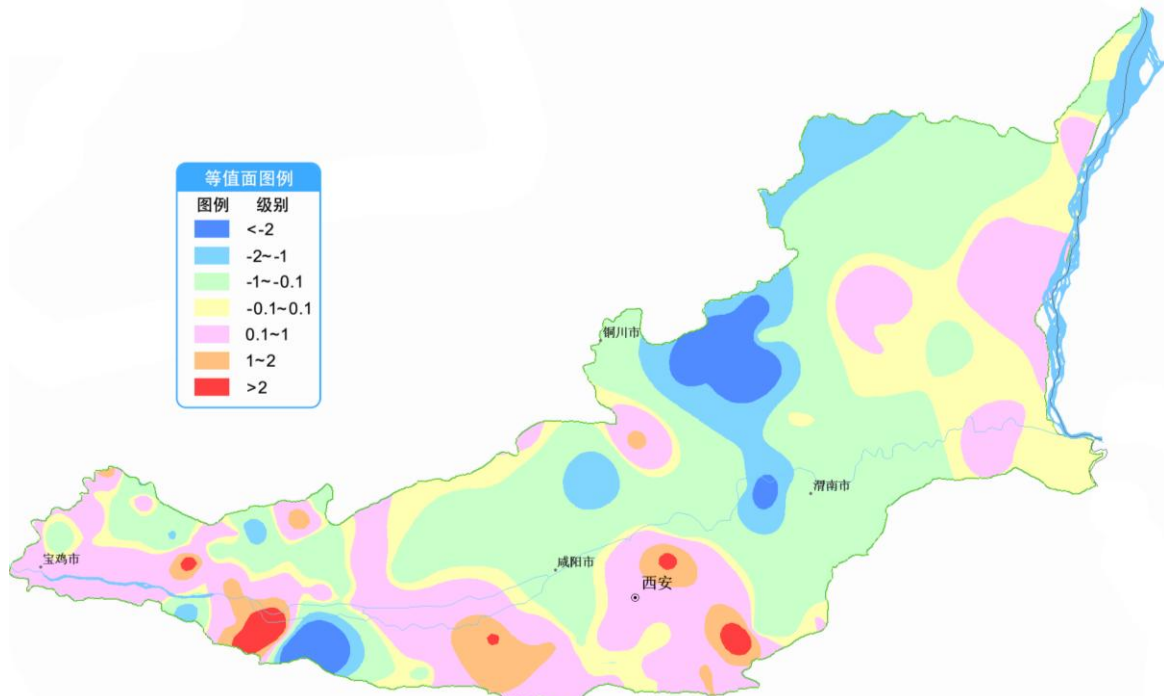 等值面图例
图例 级别
<-2
-2~-1
-1~-0.1
-0.1~0.1
0.1~1
1~2
>2
铜川市
渭南市
宝鸡市
咸阳市
西安